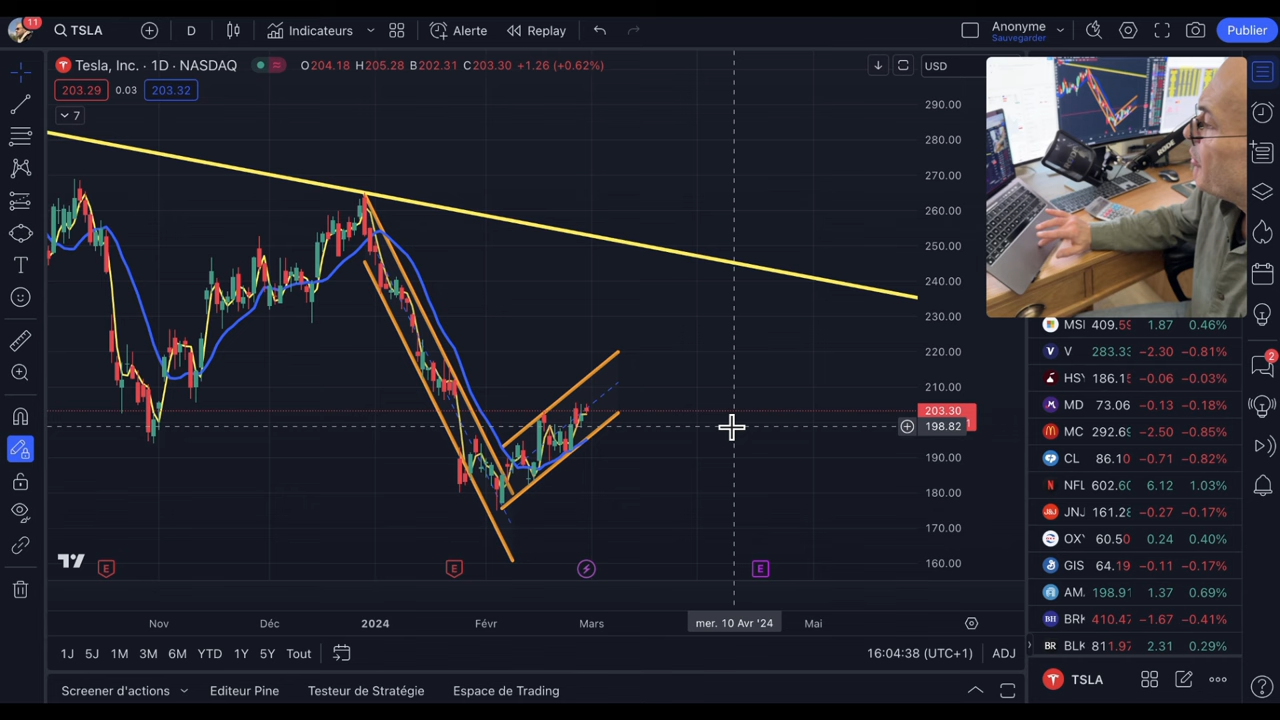 11
TSLA
D
Indicateurs
Alerte
Replay
Anonyme
Sauvegarder
Publier
Tesla, Inc. · 1D · NASDAQ
O204.18 H205.28 B202.31 C203.30 +1.26 (+0.62%)
USD
203.29
0.03
203.32
7
290.00
280.00
270.00
260.00
250.00
240.00
230.00
220.00
210.00
203.30
198.82
190.00
180.00
170.00
160.00
E
E
E
Nov
Déc
2024
Févr
Mars
mer. 10 Avr '24
Mai
1J
5J
1M
3M
6M
YTD
1Y
5Y
Tout
16:04:38 (UTC+1)
ADJ
Screener d'actions
Editeur Pine
Testeur de Stratégie
Espace de Trading
MSI 409.59 1.87 0.46%
V 283.33 −2.30 −0.81%
HSY 186.15 −0.06 −0.03%
MD 73.06 −0.13 −0.18%
MC 292.69 −2.50 −0.85%
CL 86.10 −0.71 −0.82%
NFL 602.60 6.12 1.03%
JNJ 161.28 −0.27 −0.17%
OXY 60.50 0.24 0.40%
GIS 64.19 −0.11 −0.17%
AM 198.91 1.37 0.69%
BRK 410.47 −1.67 −0.41%
BLK 811.97 2.31 0.29%
TSLA
2